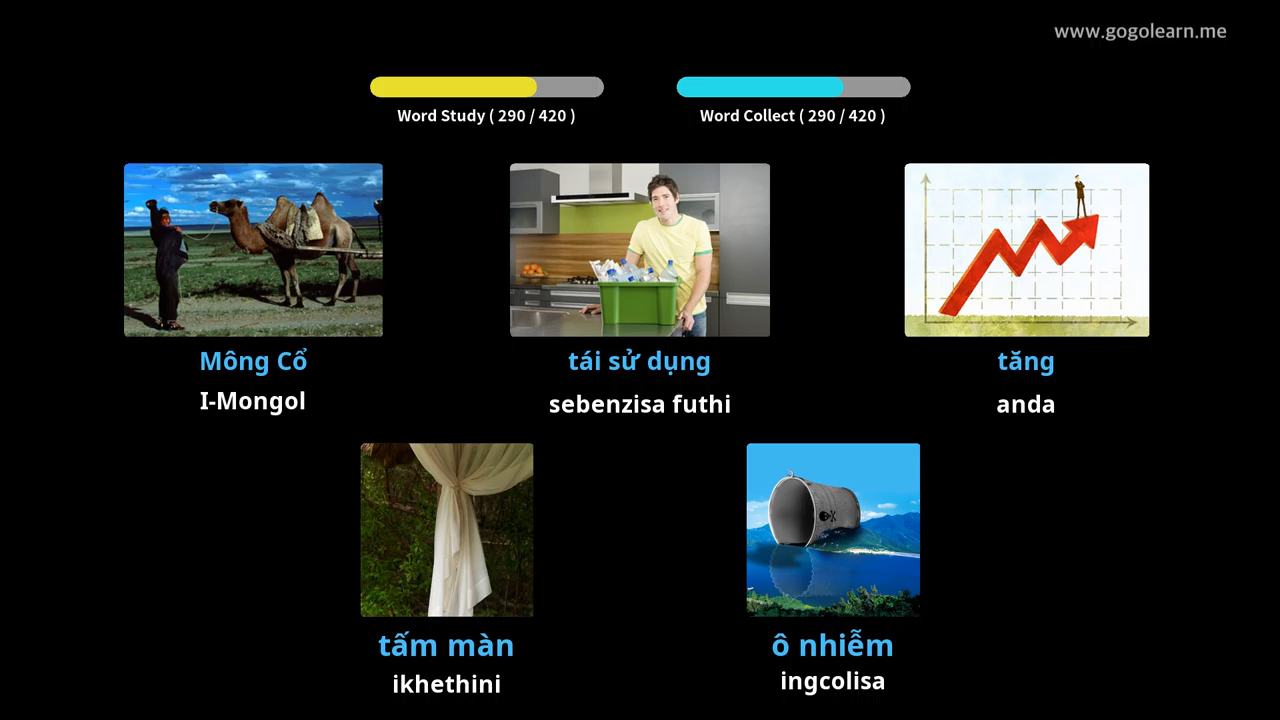 www.gogolearn.me
Word Study ( 290 / 420 )
Word Collect ( 290 / 420 )
Mông Cổ
I-Mongol
tái sử dụng
sebenzisa futhi
tăng
anda
tấm màn
ikhethini
ô nhiễm
ingcolisa